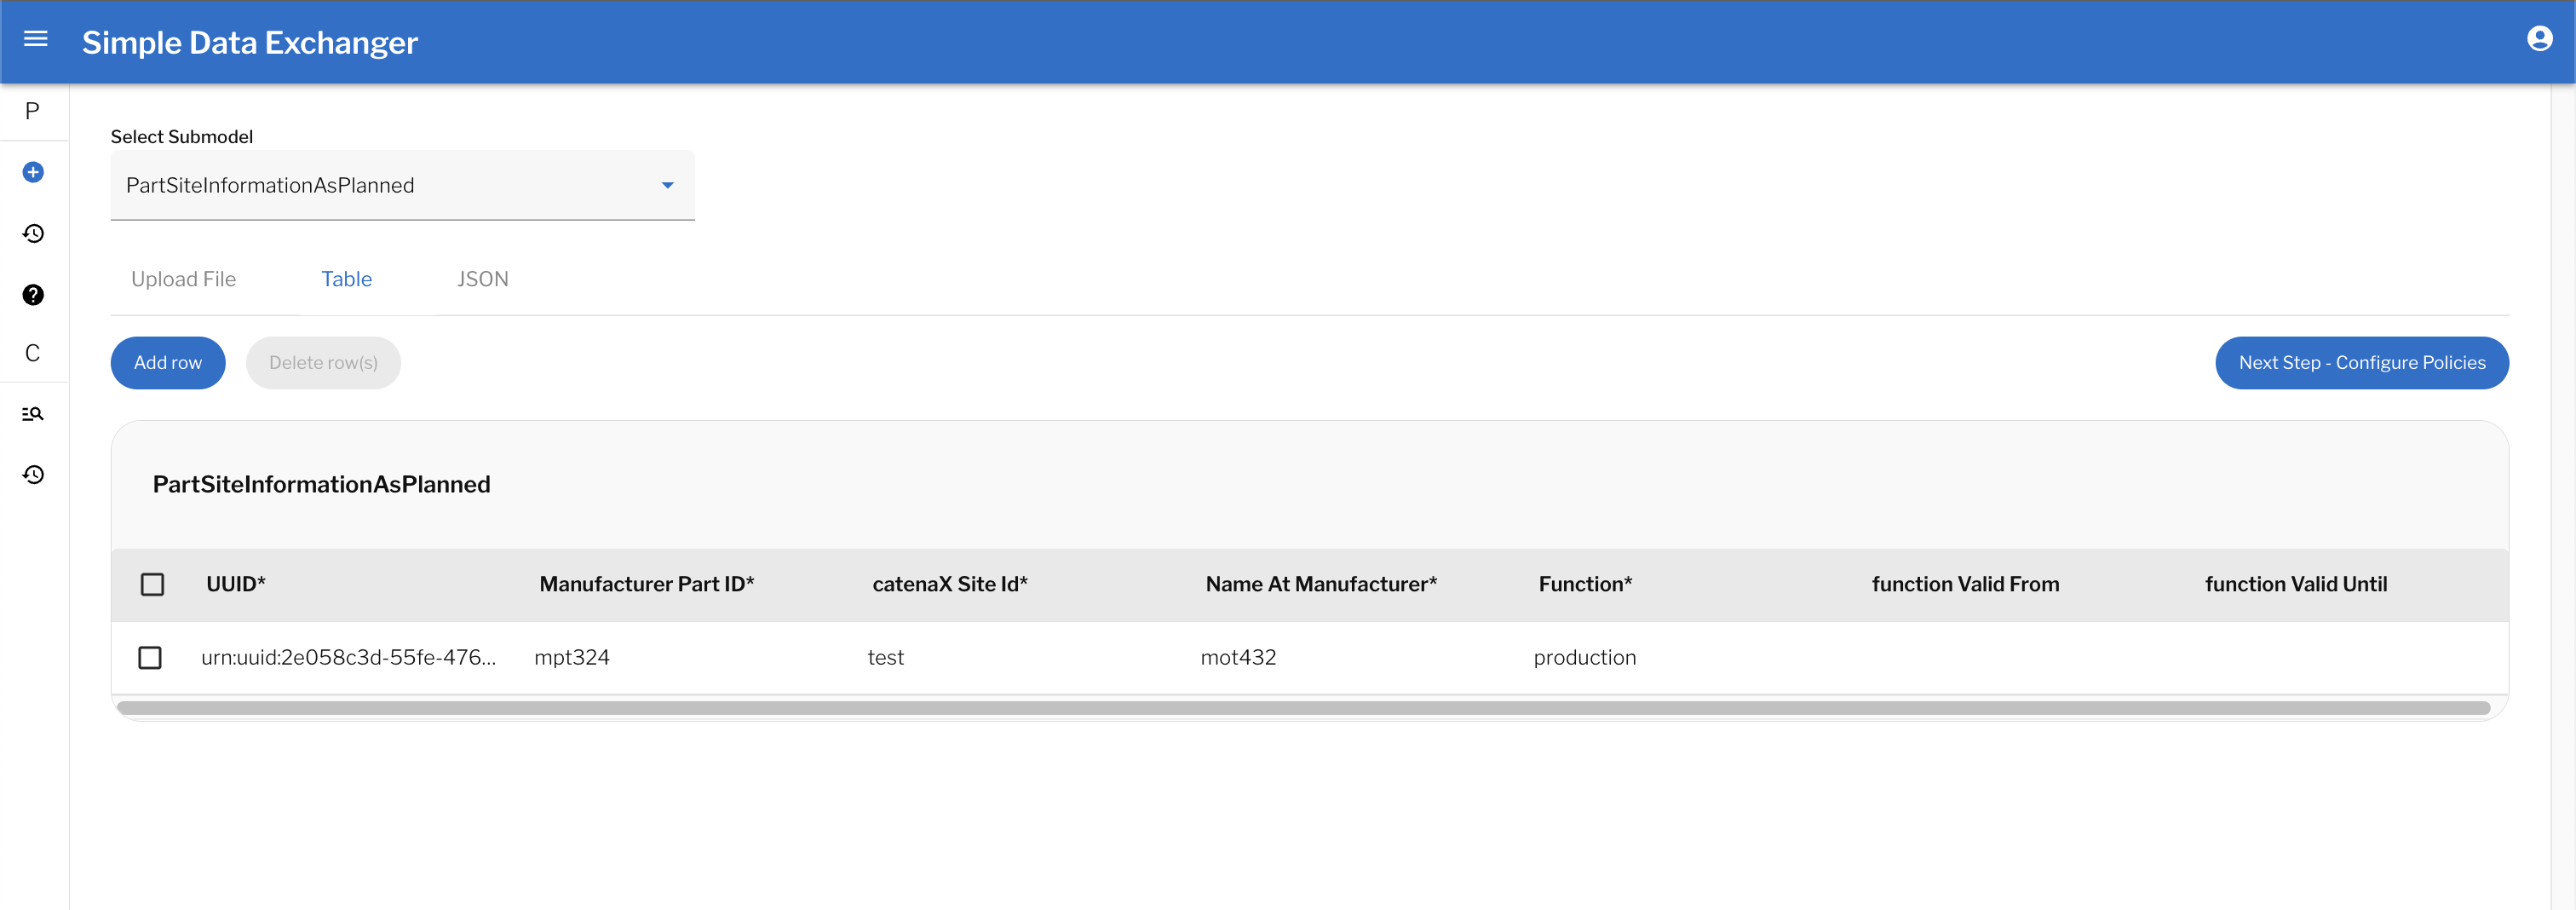 Simple Data Exchanger
P
Select Submodel
PartSiteInformationAsPlanned
Upload File Table JSON
C
Add row Delete row(s) Next Step - Configure Policies
PartSiteInformationAsPlanned
UUID* Manufacturer Part ID* catenaX Site Id* Name At Manufacturer* Function* function Valid From function Valid Until
urn:uuid:2e058c3d-55fe-476... mpt324 test mot432 production